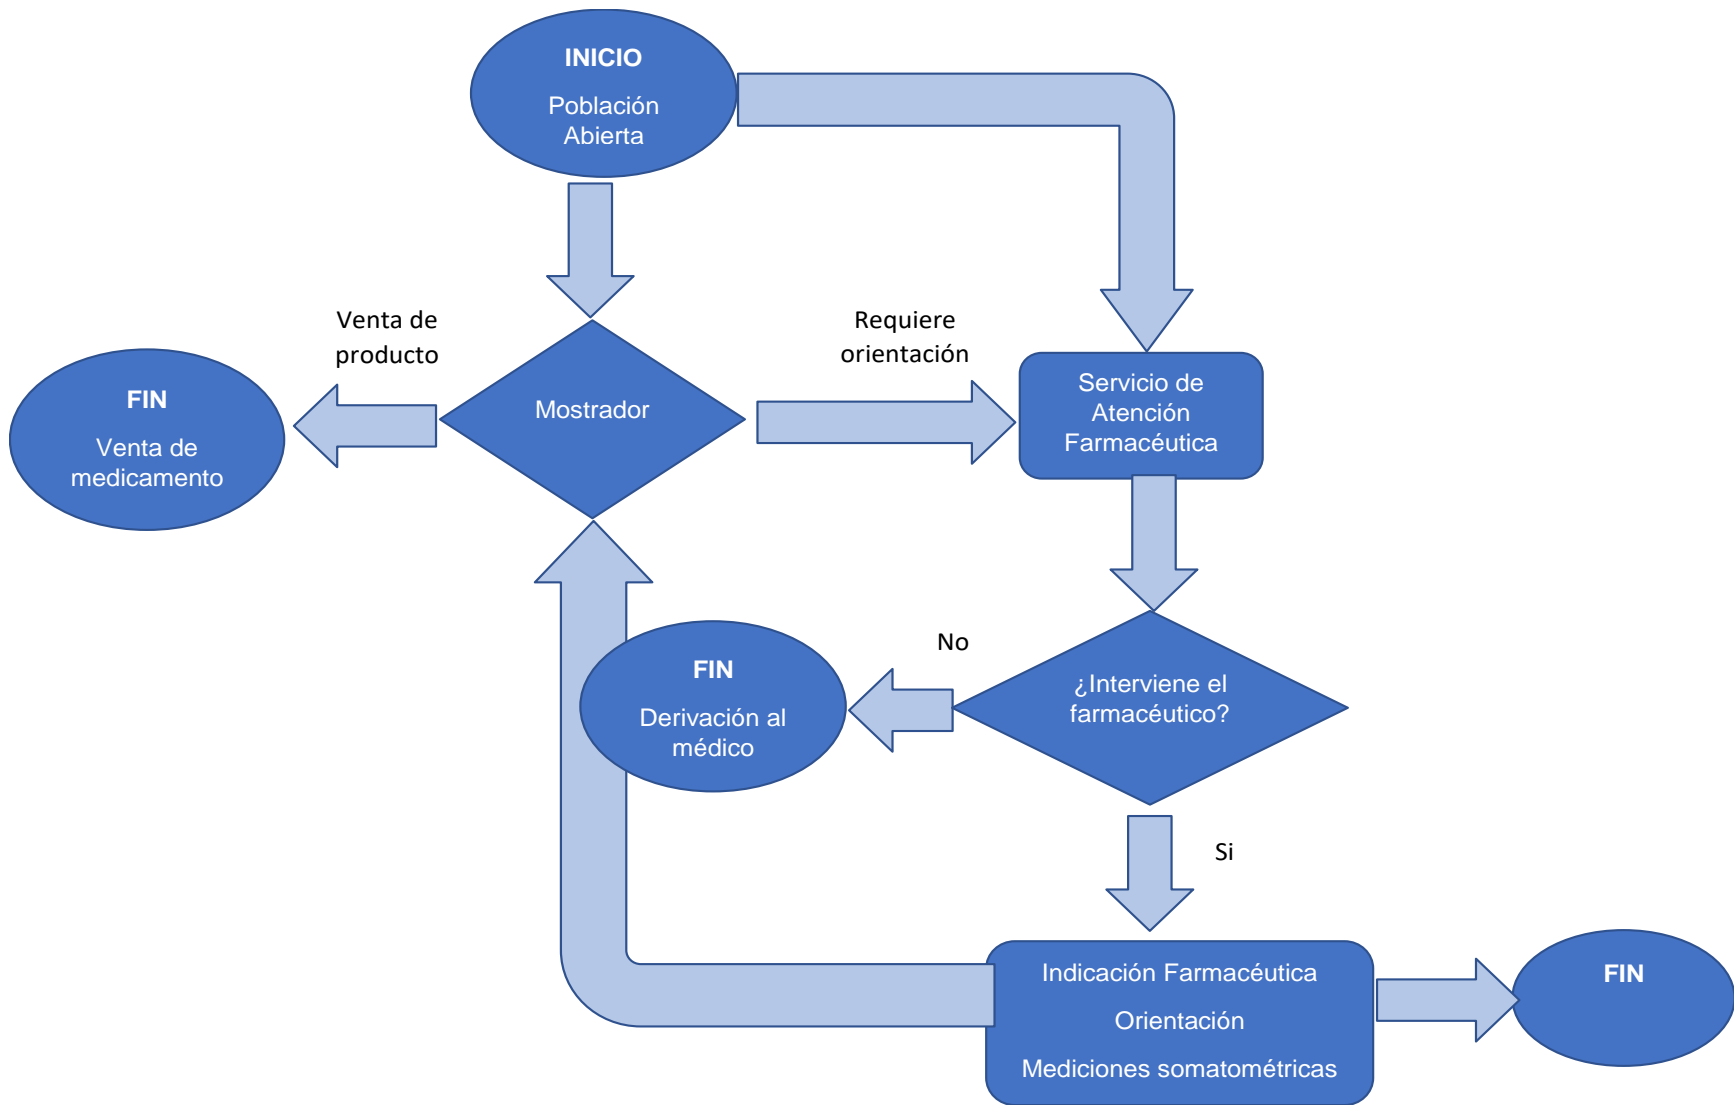 INICIO
Población
Abierta
Venta de
producto
Requiere
orientación
FIN
Venta de
medicamento
Mostrador
Servicio de
Atención
Farmacéutica
No
FIN
Derivación al
médico
¿Interviene el
farmacéutico?
Si
Indicación Farmacéutica
Orientación
Mediciones somatométricas
FIN